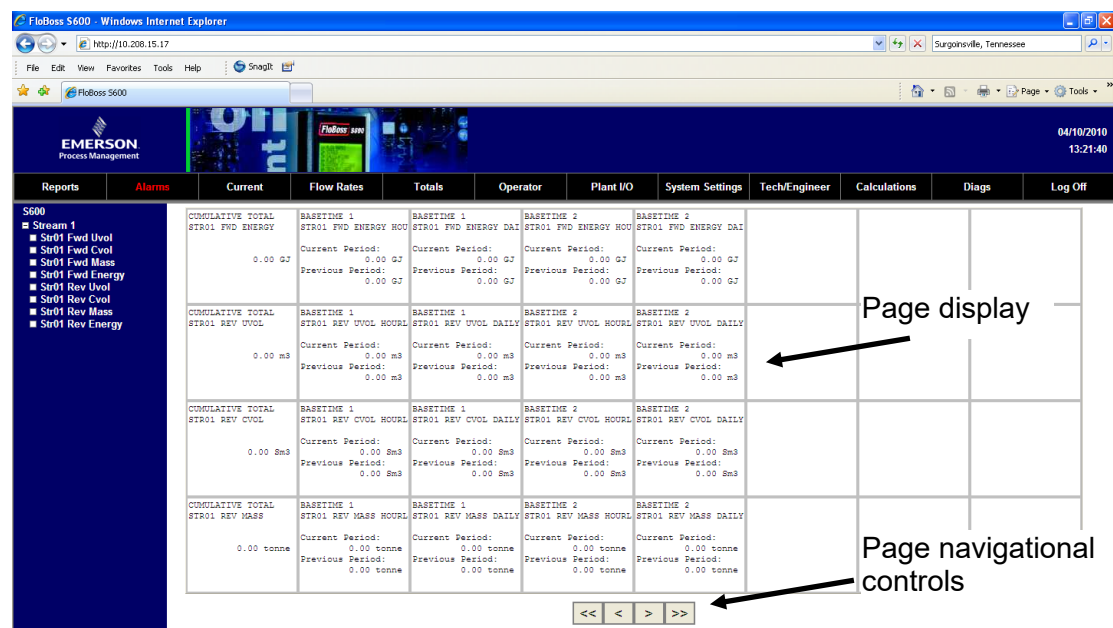 FloBoss S600 - Windows Internet Explorer
http://10.208.15.17
Surgoinsville, Tennessee
File Edit View Favorites Tools Help SnagIt
FloBoss S600
Page Tools
EMERSON
Process Management
FloBoss S600
04/10/2010
13:21:40
Reports Alarms Current Flow Rates Totals Operator Plant I/O System Settings Tech/Engineer Calculations Diags Log Off
S600
Stream 1
Str01 Fwd Uvol
Str01 Fwd Cvol
Str01 Fwd Mass
Str01 Fwd Energy
Str01 Rev Uvol
Str01 Rev Cvol
Str01 Rev Mass
Str01 Rev Energy
CUMULATIVE TOTAL BASETIME 1 BASETIME 1 BASETIME 2 BASETIME 2
STR01 FWD ENERGY STR01 FWD ENERGY HOU STR01 FWD ENERGY DAI STR01 FWD ENERGY HOU STR01 FWD ENERGY DAI
Current Period: Current Period: Current Period: Current Period:
0.00 GJ 0.00 GJ 0.00 GJ 0.00 GJ 0.00 GJ
Previous Period: Previous Period: Previous Period: Previous Period:
0.00 GJ 0.00 GJ 0.00 GJ 0.00 GJ
CUMULATIVE TOTAL BASETIME 1 BASETIME 1 BASETIME 2 BASETIME 2
STR01 REV UVOL STR01 REV UVOL HOURL STR01 REV UVOL DAILY STR01 REV UVOL HOURL STR01 REV UVOL DAILY
Current Period: Current Period: Current Period: Current Period:
0.00 m3 0.00 m3 0.00 m3 0.00 m3 0.00 m3
Previous Period: Previous Period: Previous Period: Previous Period:
0.00 m3 0.00 m3 0.00 m3 0.00 m3
Page display
CUMULATIVE TOTAL BASETIME 1 BASETIME 1 BASETIME 2 BASETIME 2
STR01 REV CVOL STR01 REV CVOL HOURL STR01 REV CVOL DAILY STR01 REV CVOL HOURL STR01 REV CVOL DAILY
Current Period: Current Period: Current Period: Current Period:
0.00 Sm3 0.00 Sm3 0.00 Sm3 0.00 Sm3 0.00 Sm3
Previous Period: Previous Period: Previous Period: Previous Period:
0.00 Sm3 0.00 Sm3 0.00 Sm3 0.00 Sm3
CUMULATIVE TOTAL BASETIME 1 BASETIME 1 BASETIME 2 BASETIME 2
STR01 REV MASS STR01 REV MASS HOURL STR01 REV MASS DAILY STR01 REV MASS HOURL STR01 REV MASS DAILY
Current Period: Current Period: Current Period: Current Period:
0.00 tonne 0.00 tonne 0.00 tonne 0.00 tonne 0.00 tonne
Previous Period: Previous Period: Previous Period: Previous Period:
0.00 tonne 0.00 tonne 0.00 tonne 0.00 tonne
Page navigational
controls
<< < > >>